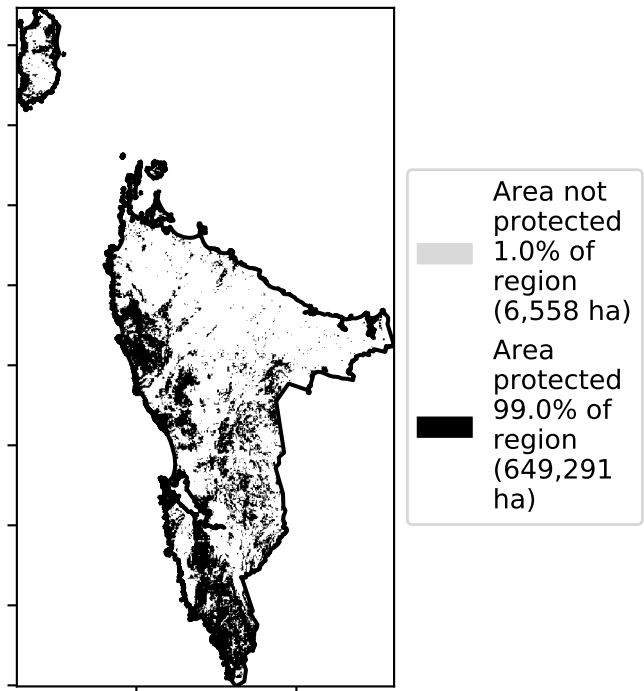 Area not
protected
1.0% of
region
(6,558 ha)
Area
protected
99.0% of
region
(649,291
ha)